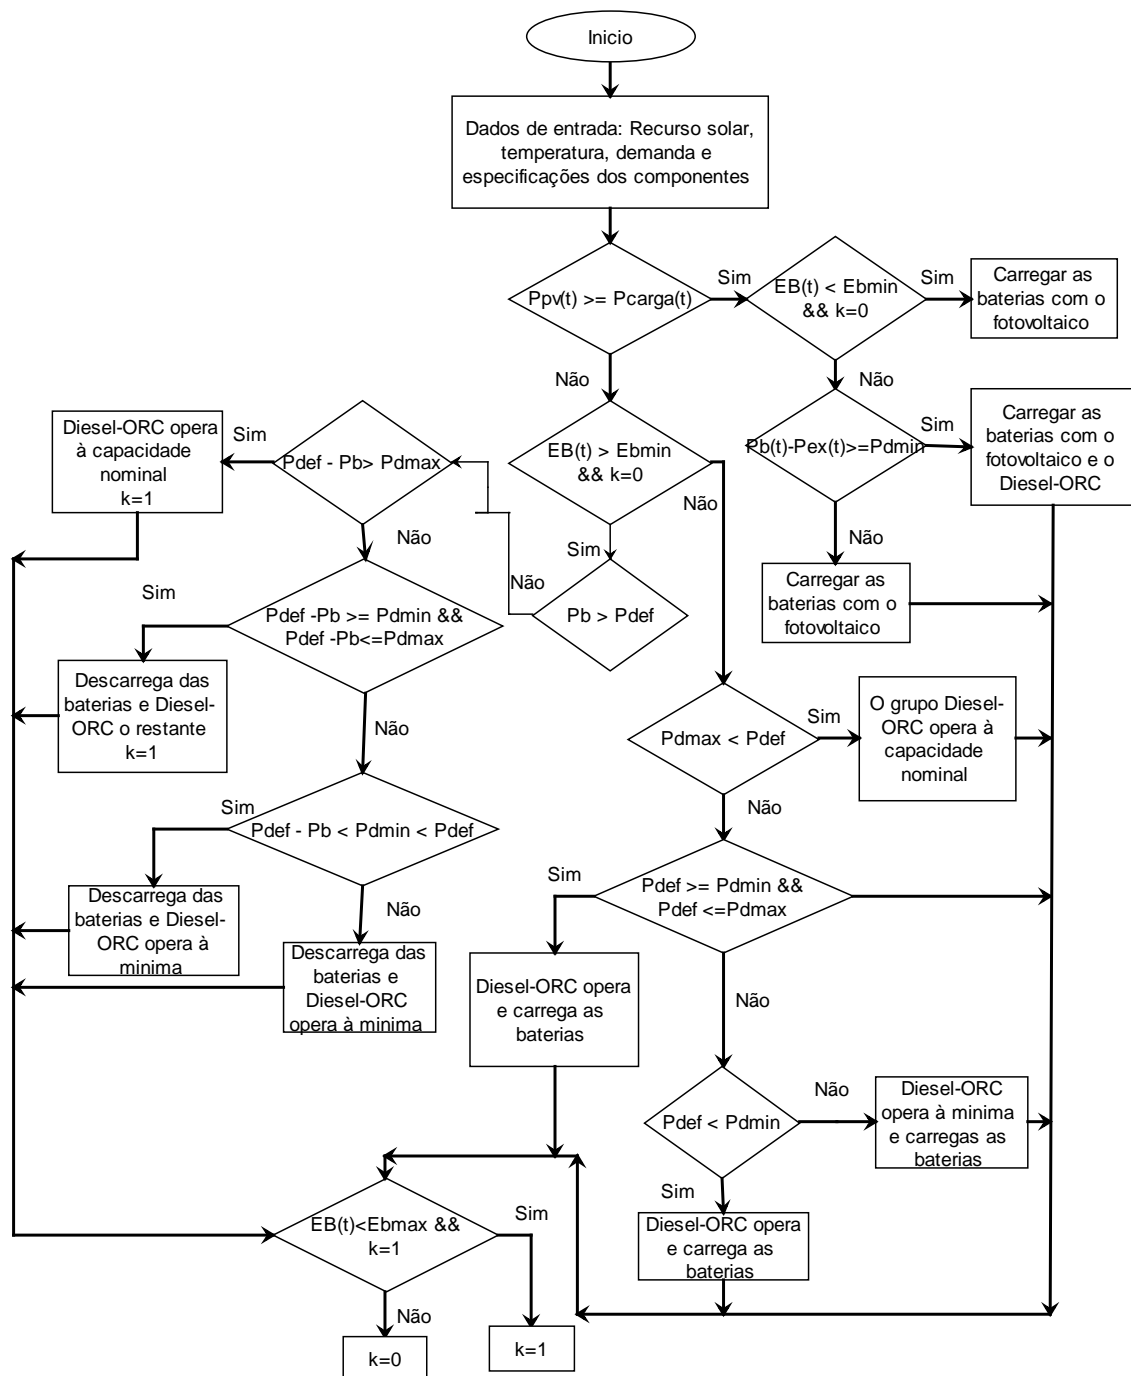 Inicio
Dados de entrada: Recurso solar,
temperatura, demanda e
especificações dos componentes
Ppv(t) >= Pcarga(t)
Sim
EB(t) < Ebmin
&& k=0
Sim
Carregar as
baterias com o
fotovoltaico
Não
Não
Diesel-ORC opera
à capacidade
nominal
k=1
Sim
Pdef - Pb> Pdmax
EB(t) > Ebmin
&& k=0
Pb(t)-Pex(t)>=Pdmin
Sim
Carregar as
baterias com o
fotovoltaico e o
Diesel-ORC
Não
Não
Sim
Não
Não
Pb > Pdef
Carregar as
baterias com o
fotovoltaico
Sim
Pdef -Pb >= Pdmin &&
Pdef -Pb<=Pdmax
Descarrega das
baterias e Diesel-
ORC o restante
k=1
Não
Pdmax < Pdef
Sim
O grupo Diesel-
ORC opera à
capacidade
nominal
Não
Sim
Pdef - Pb < Pdmin < Pdef
Sim
Pdef >= Pdmin &&
Pdef <=Pdmax
Descarrega das
baterias e Diesel-
ORC opera à
minima
Não
Descarrega das
baterias e
Diesel-ORC
opera à minima
Diesel-ORC opera
e carrega as
baterias
Não
Pdef < Pdmin
Não
Diesel-ORC
opera à minima
e carregas as
baterias
Sim
Diesel-ORC opera
e carrega as
baterias
EB(t)<Ebmax &&
k=1
Sim
Não
k=0
k=1